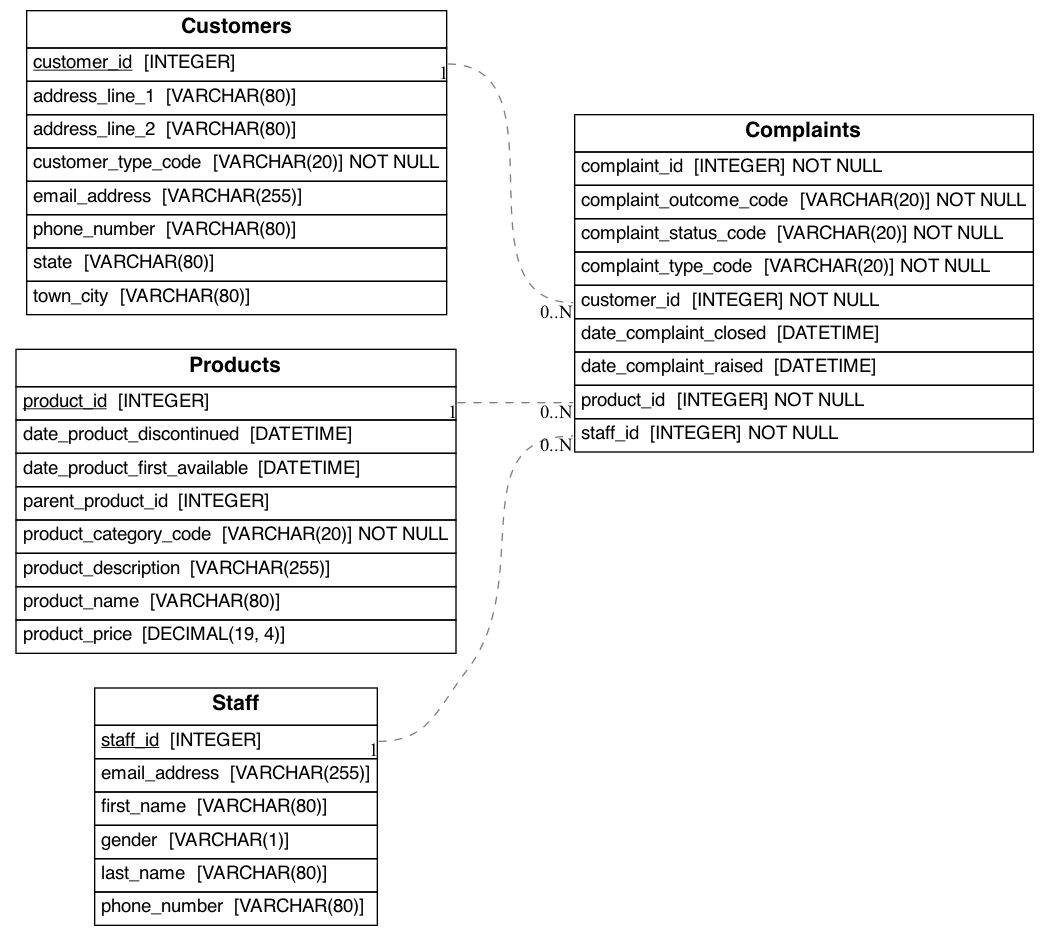 Customers
customer_id [INTEGER]
1
address_line_1 [VARCHAR(80)]
address_line_2 [VARCHAR(80)]
customer_type_code [VARCHAR(20)] NOT NULL
email_address [VARCHAR(255)]
phone_number [VARCHAR(80)]
state [VARCHAR(80)]
town_city [VARCHAR(80)]
Complaints
complaint_id [INTEGER] NOT NULL
complaint_outcome_code [VARCHAR(20)] NOT NULL
complaint_status_code [VARCHAR(20)] NOT NULL
complaint_type_code [VARCHAR(20)] NOT NULL
customer_id [INTEGER] NOT NULL
0..N
date_complaint_closed [DATETIME]
date_complaint_raised [DATETIME]
product_id [INTEGER] NOT NULL
0..N
staff_id [INTEGER] NOT NULL
0..N
Products
product_id [INTEGER]
1
date_product_discontinued [DATETIME]
date_product_first_available [DATETIME]
parent_product_id [INTEGER]
product_category_code [VARCHAR(20)] NOT NULL
product_description [VARCHAR(255)]
product_name [VARCHAR(80)]
product_price [DECIMAL(19, 4)]
Staff
staff_id [INTEGER]
1
email_address [VARCHAR(255)]
first_name [VARCHAR(80)]
gender [VARCHAR(1)]
last_name [VARCHAR(80)]
phone_number [VARCHAR(80)]